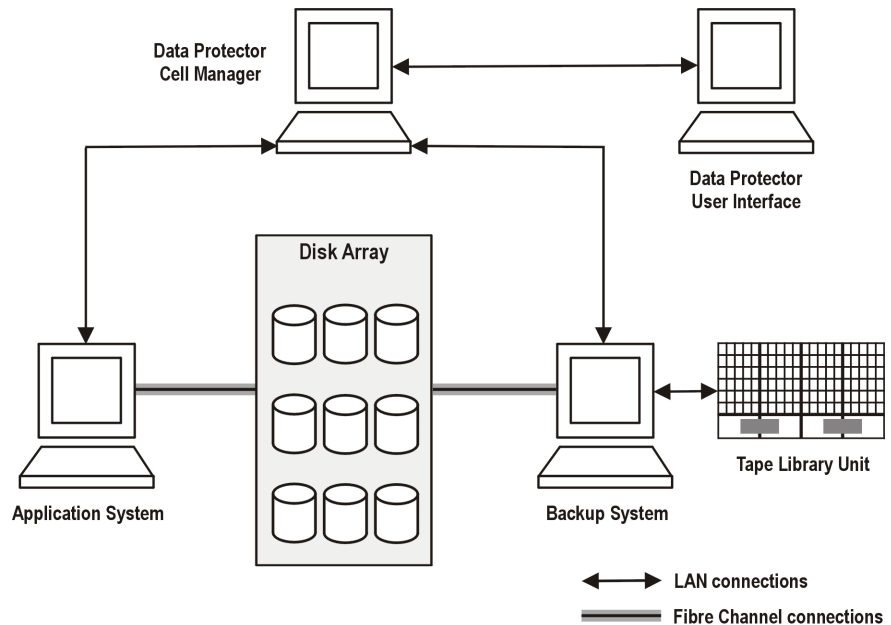 Data Protector
Cell Manager
Data Protector
User Interface
Disk Array
Application System
Backup System
Tape Library Unit
LAN connections
Fibre Channel connections